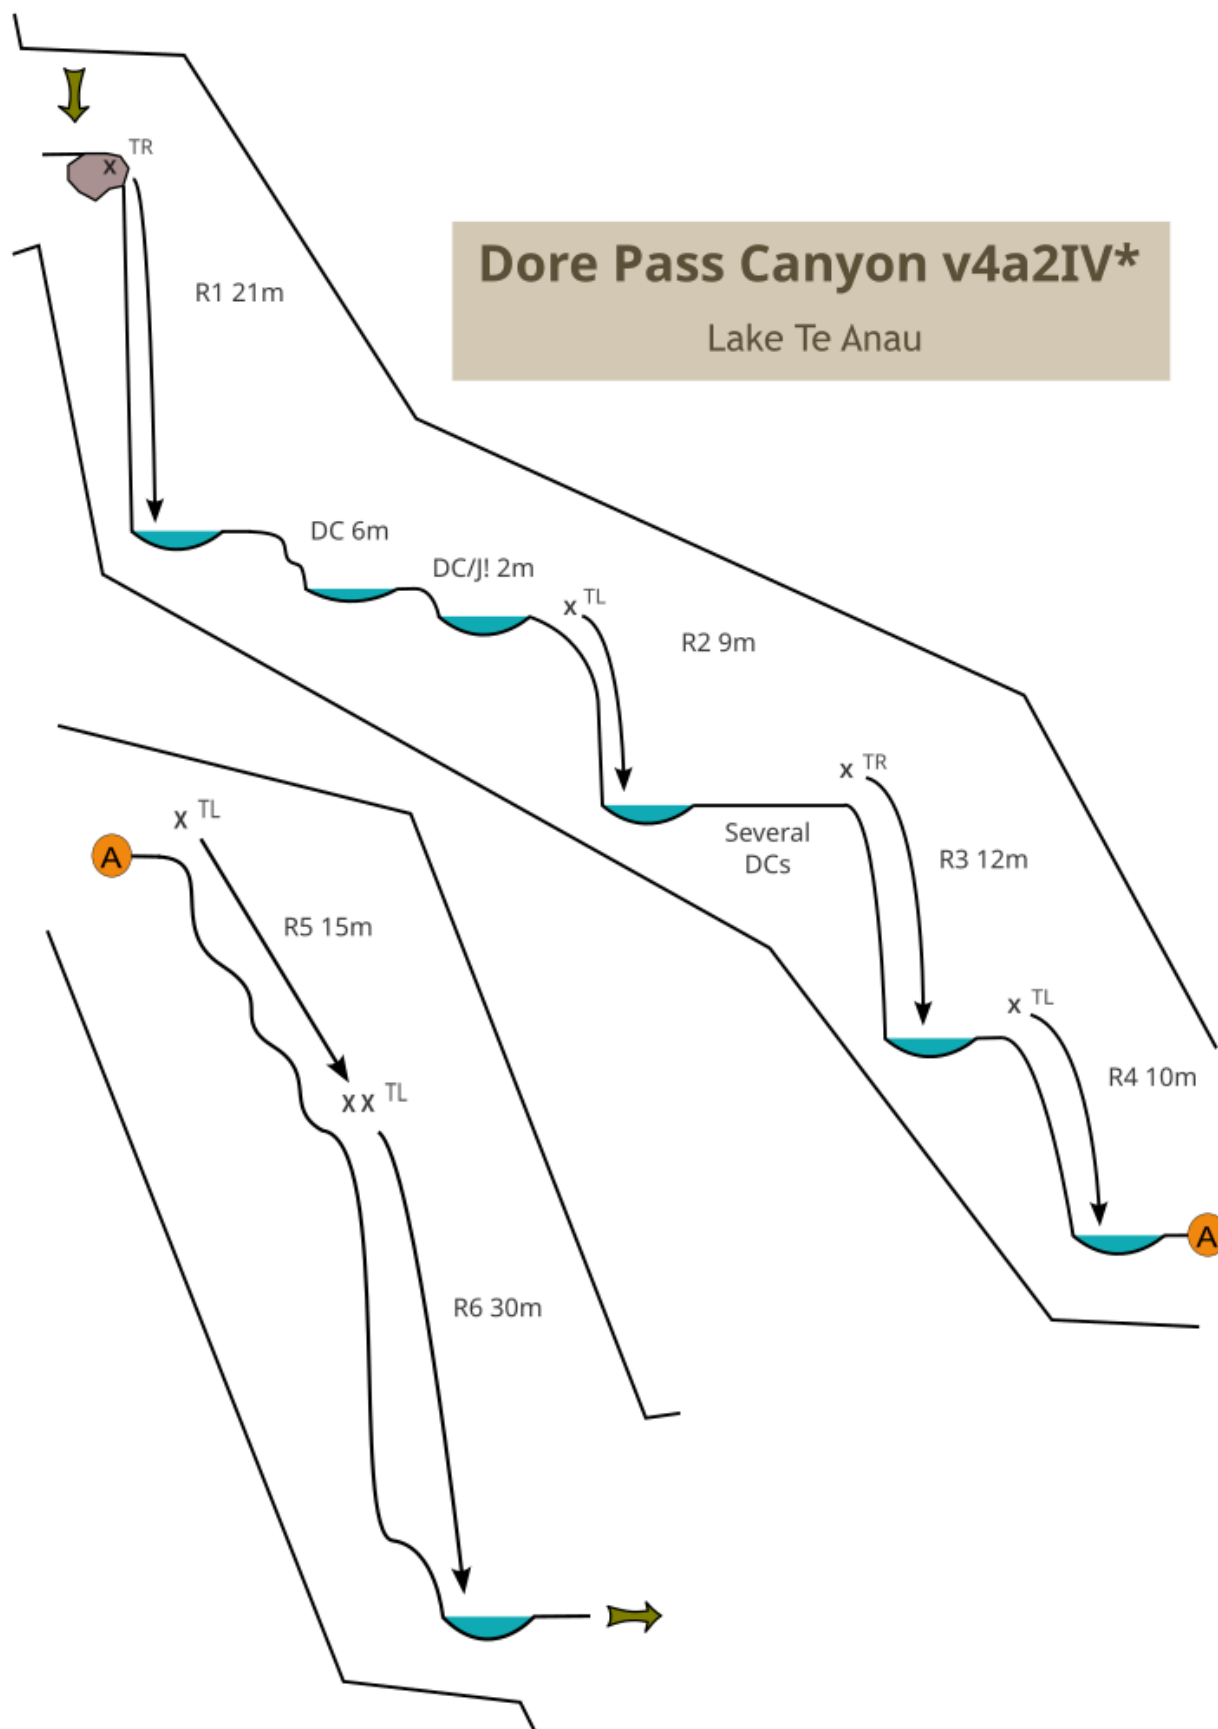 Dore Pass Canyon v4a2IV*
Lake Te Anau
x TR
R1 21m
DC 6m
DC/J! 2m
x TL
R2 9m
x TR
Several
DCs
R3 12m
x TL
R4 10m
A
x TL
A
R5 15m
xx TL
R6 30m